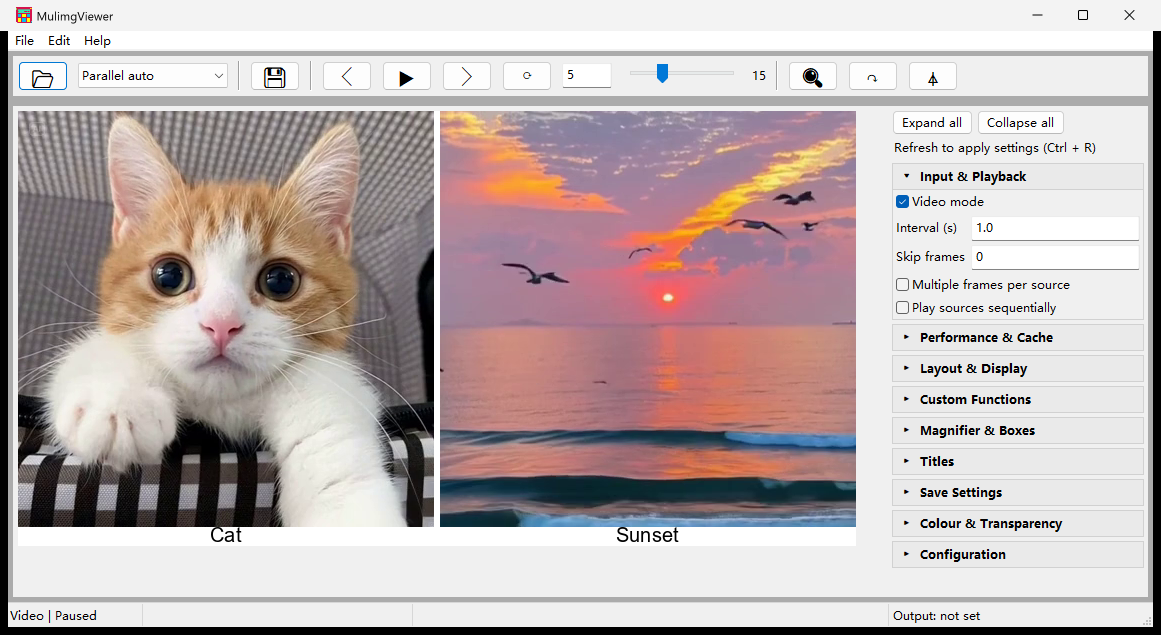 MulimgViewer
File Edit Help
Parallel auto 5 15
Expand all Collapse all
Refresh to apply settings (Ctrl + R)
Input & Playback
Video mode
Interval (s) 1.0
Skip frames 0
Multiple frames per source
Play sources sequentially
Performance & Cache
Layout & Display
Custom Functions
Magnifier & Boxes
Titles
Save Settings
Colour & Transparency
Configuration
Cat Sunset
Video | Paused Output: not set